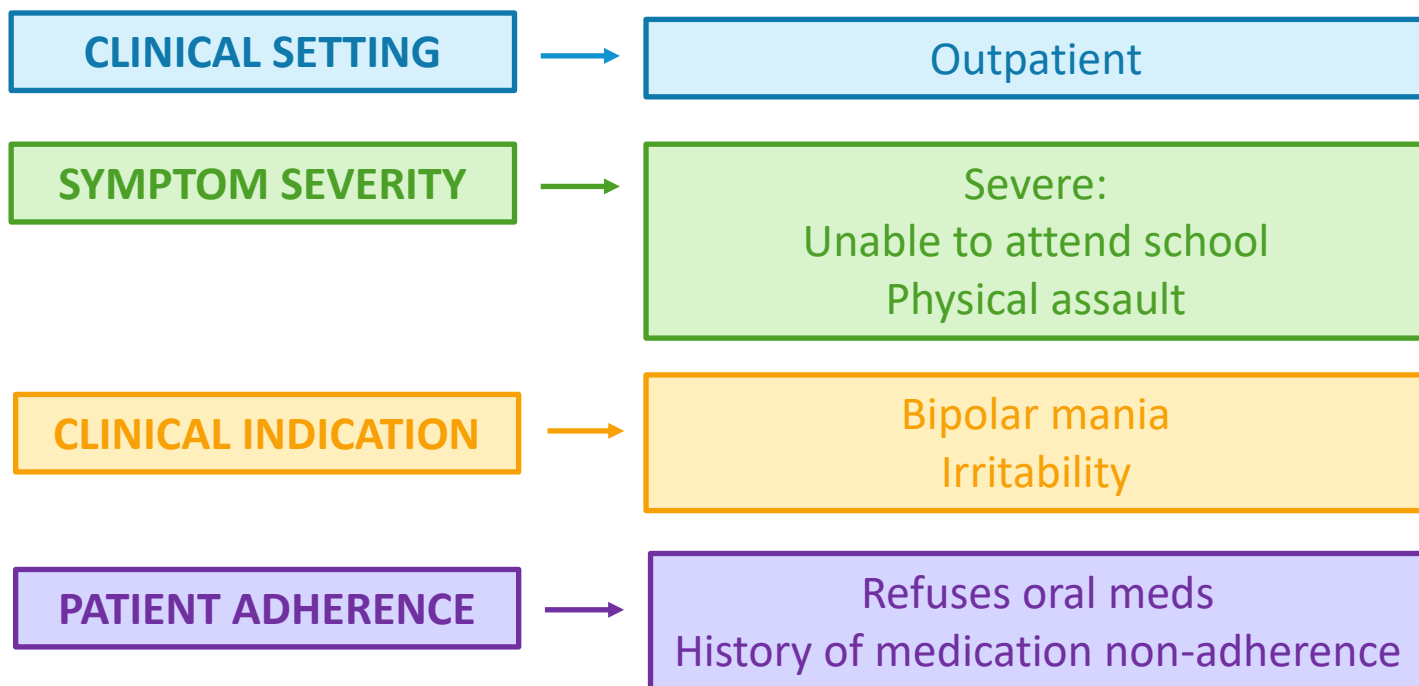 CLINICAL SETTING
Outpatient
SYMPTOM SEVERITY
Severe:
Unable to attend school
Physical assault
CLINICAL INDICATION
Bipolar mania
Irritability
PATIENT ADHERENCE
Refuses oral meds
History of medication non-adherence